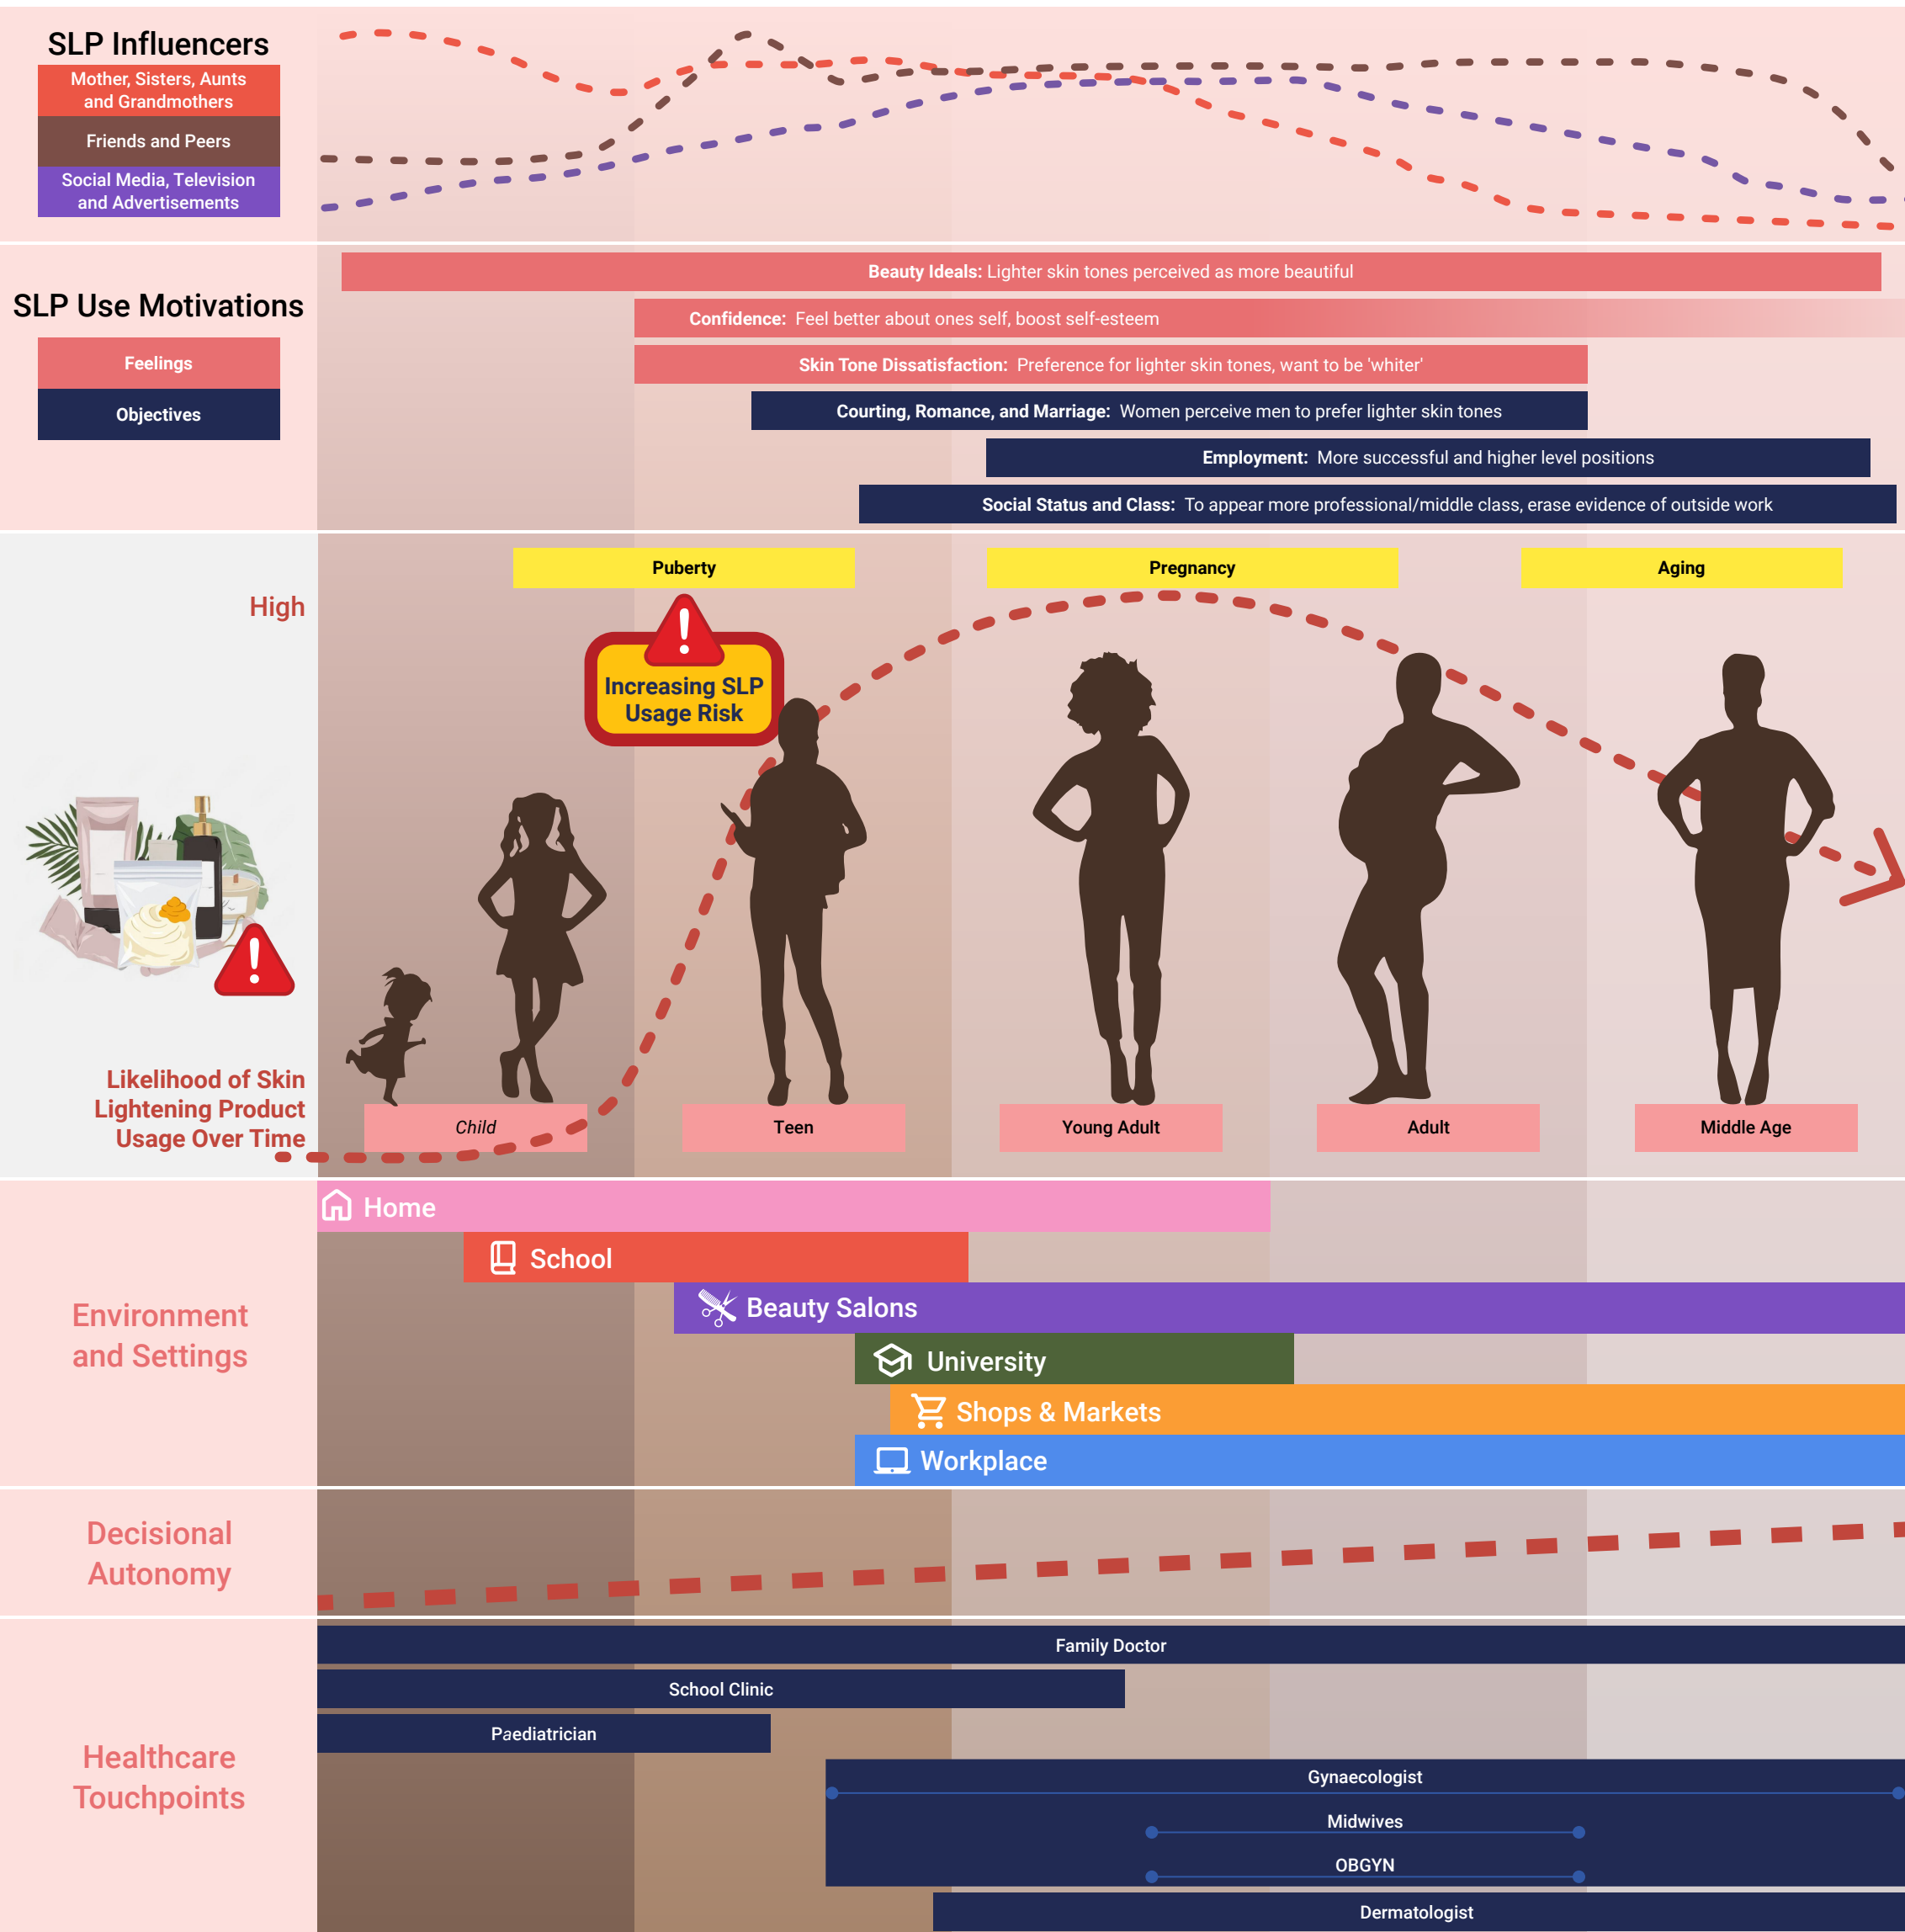 SLP Influencers
Mother, Sisters, Aunts
and Grandmothers
Friends and Peers
Social Media, Television
and Advertisements
SLP Use Motivations
Feelings
Objectives
Beauty Ideals: Lighter skin tones perceived as more beautiful
Confidence: Feel better about ones self, boost self-esteem
Skin Tone Dissatisfaction: Preference for lighter skin tones, want to be 'whiter'
Courting, Romance, and Marriage: Women perceive men to prefer lighter skin tones
Employment: More successful and higher level positions
Social Status and Class: To appear more professional/middle class, erase evidence of outside work
Puberty
Pregnancy
Aging
High
Increasing SLP
Usage Risk
Likelihood of Skin
Lightening Product
Usage Over Time
Child
Teen
Young Adult
Adult
Middle Age
Environment
and Settings
Home
School
Beauty Salons
University
Shops & Markets
Workplace
Decisional
Autonomy
Healthcare
Touchpoints
Family Doctor
School Clinic
Paediatrician
Gynaecologist
Midwives
OBGYN
Dermatologist